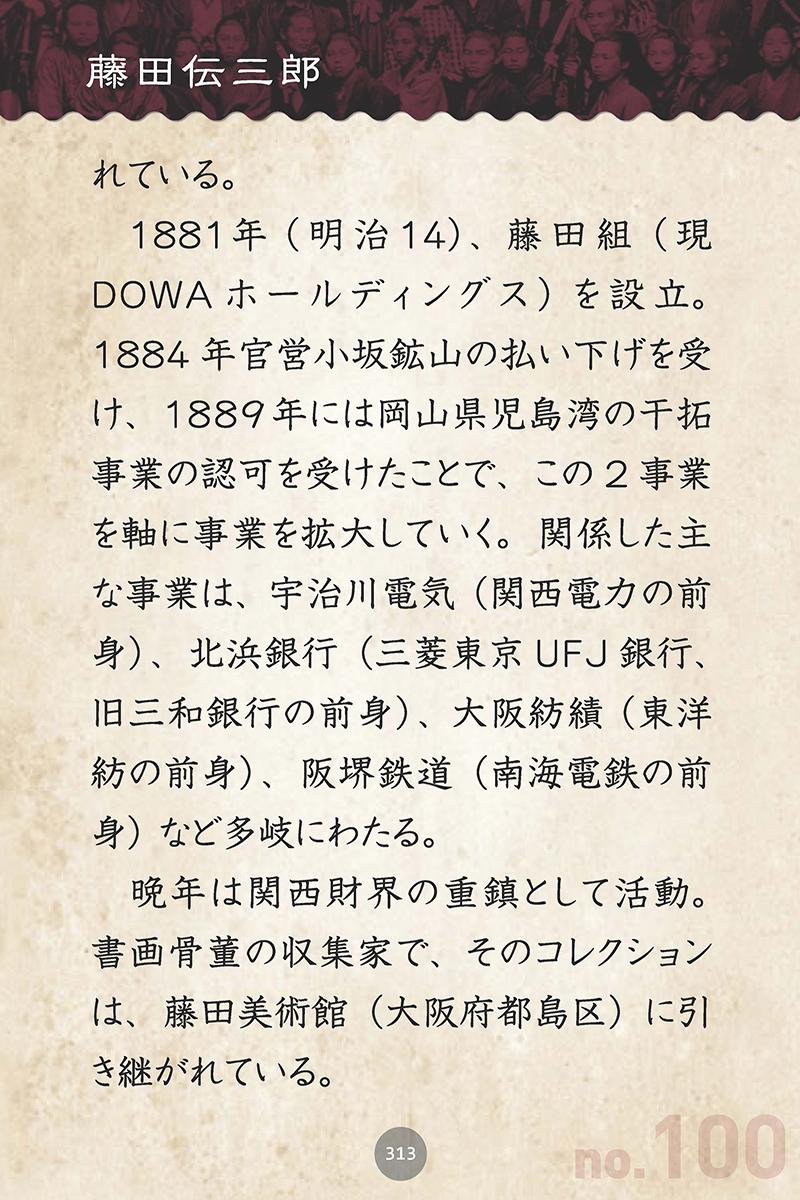 藤田伝三郎
れている。
　1881年（明治14）、藤田組（現
DOWAホールディングス）を設立。
1884年官営小坂鉱山の払い下げを受
け、1889年には岡山県児島湾の干拓
事業の認可を受けたことで、この2事業
を軸に事業を拡大していく。関係した主
な事業は、宇治川電気（関西電力の前
身）、北浜銀行（三菱東京UFJ銀行、
旧三和銀行の前身）、大阪紡績（東洋
紡の前身）、阪堺鉄道（南海電鉄の前
身）など多岐にわたる。
　晩年は関西財界の重鎮として活動。
書画骨董の収集家で、そのコレクション
は、藤田美術館（大阪府都島区）に引
き継がれている。
313
no.100